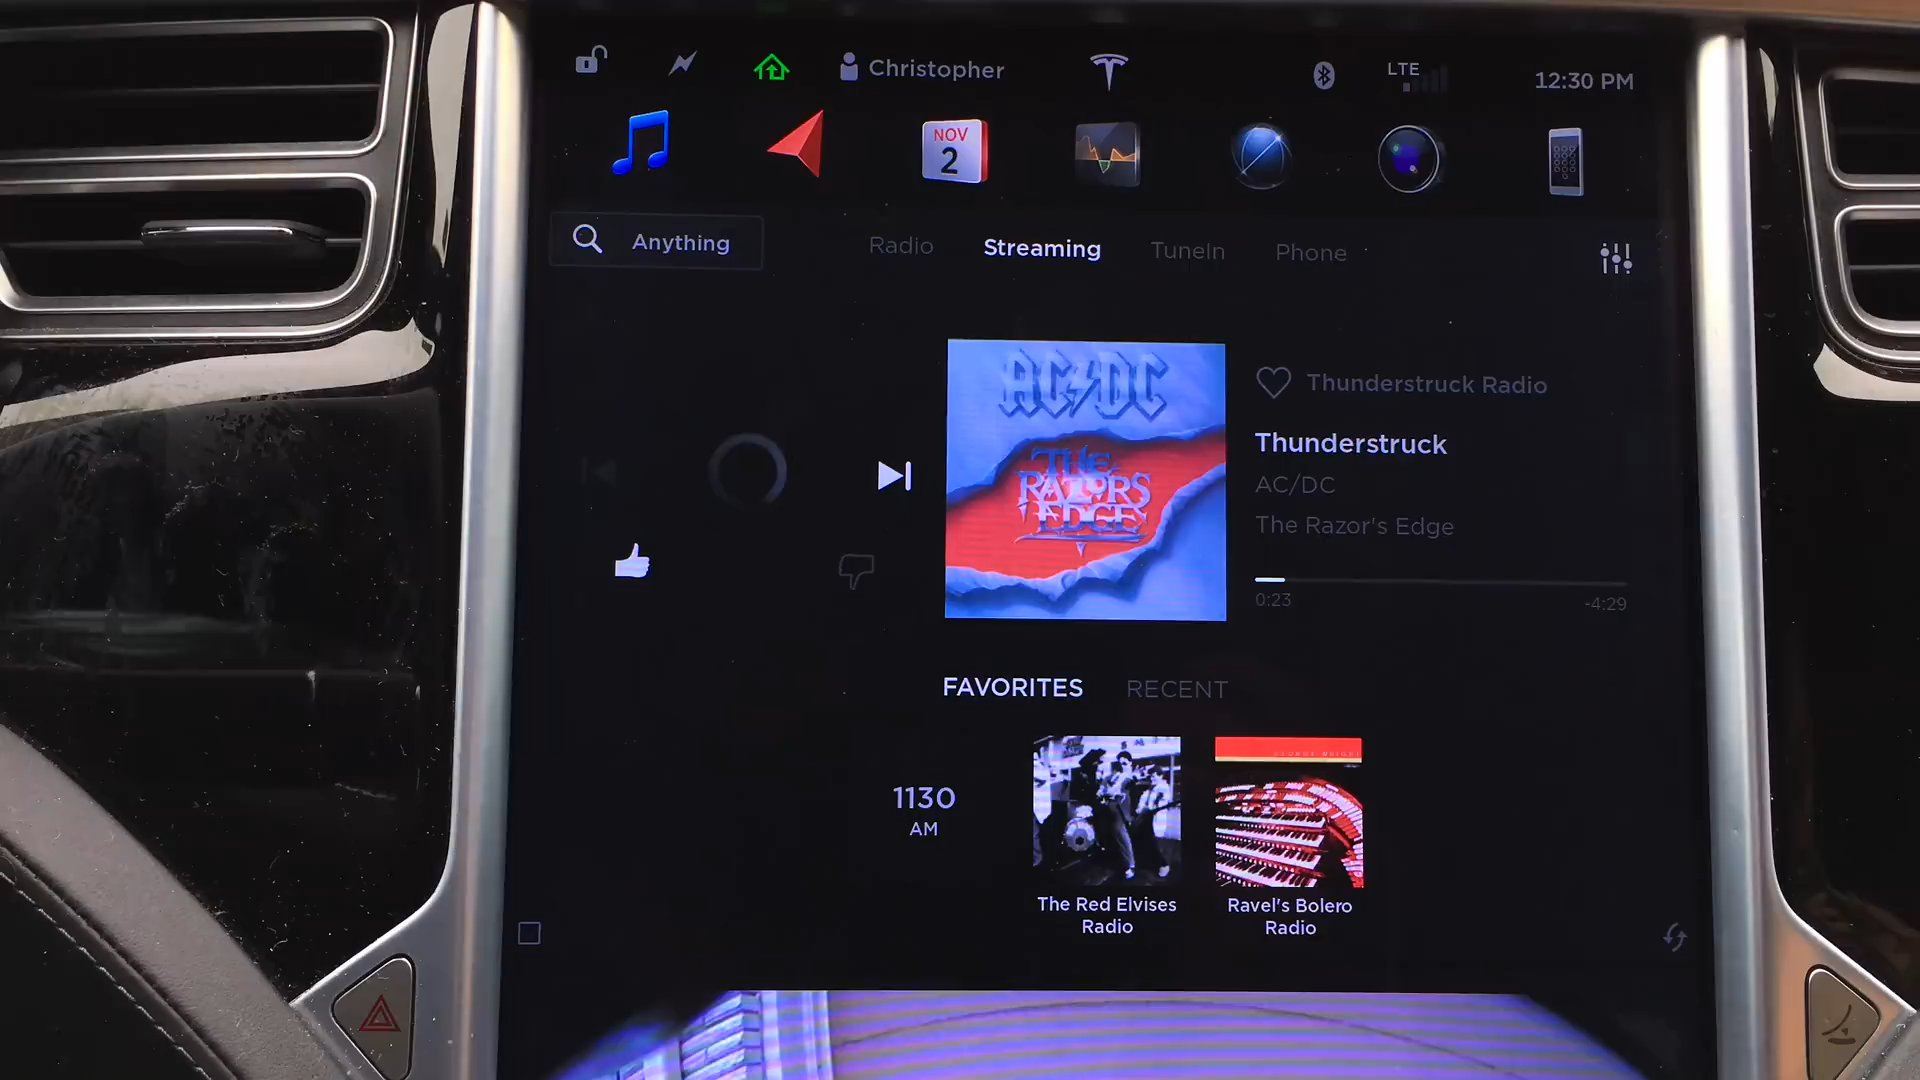 Christopher
LTE
12:30 PM
NOV
2
Anything
Radio
Streaming
TuneIn
Phone
AC/DC
THE
RAZORS
EDGE
Thunderstruck Radio
Thunderstruck
AC/DC
The Razor's Edge
0:23
-4:29
FAVORITES
RECENT
1130
AM
GEORGE WRIGHT
The Red Elvises
Radio
Ravel's Bolero
Radio